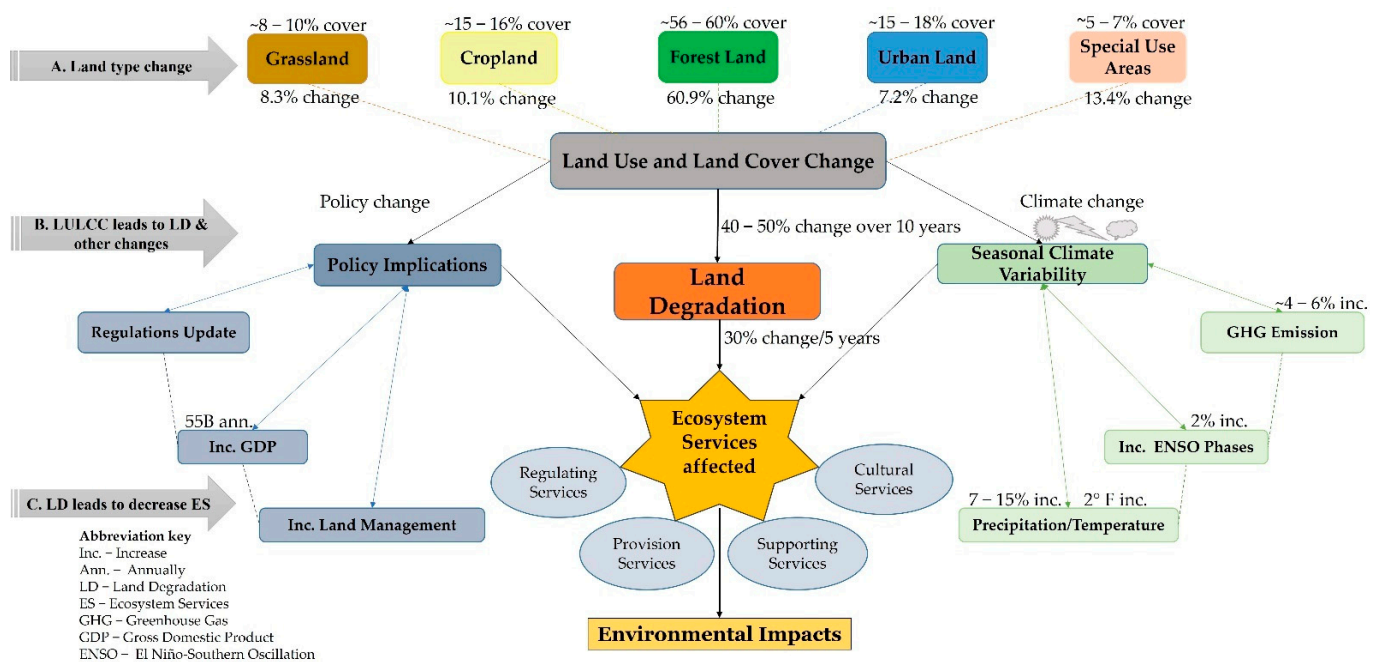 ~8 – 10% cover
~15 – 16% cover
~56 – 60% cover
~15 – 18% cover
~5 – 7% cover
A. Land type change
Grassland
Cropland
Forest Land
Urban Land
Special Use
Areas
8.3% change
10.1% change
60.9% change
7.2% change
13.4% change
Land Use and Land Cover Change
B. LULCC leads to LD &
other changes
Policy change
40 – 50% change over 10 years
Climate change
Policy Implications
Land
Degradation
Seasonal Climate
Variability
Regulations Update
30% change/5 years
~4 – 6% inc.
GHG Emission
55B ann.
Inc. GDP
Ecosystem
Services
affected
2% inc.
Inc. ENSO Phases
Regulating
Services
Cultural
Services
C. LD leads to decrease ES
Inc. Land Management
7 – 15% inc.
2° F inc.
Precipitation/Temperature
Provision
Services
Supporting
Services
Abbreviation key
Inc. – Increase
Ann. – Annually
LD – Land Degradation
ES – Ecosystem Services
GHG – Greenhouse Gas
GDP – Gross Domestic Product
ENSO – El Niño-Southern Oscillation
Environmental Impacts